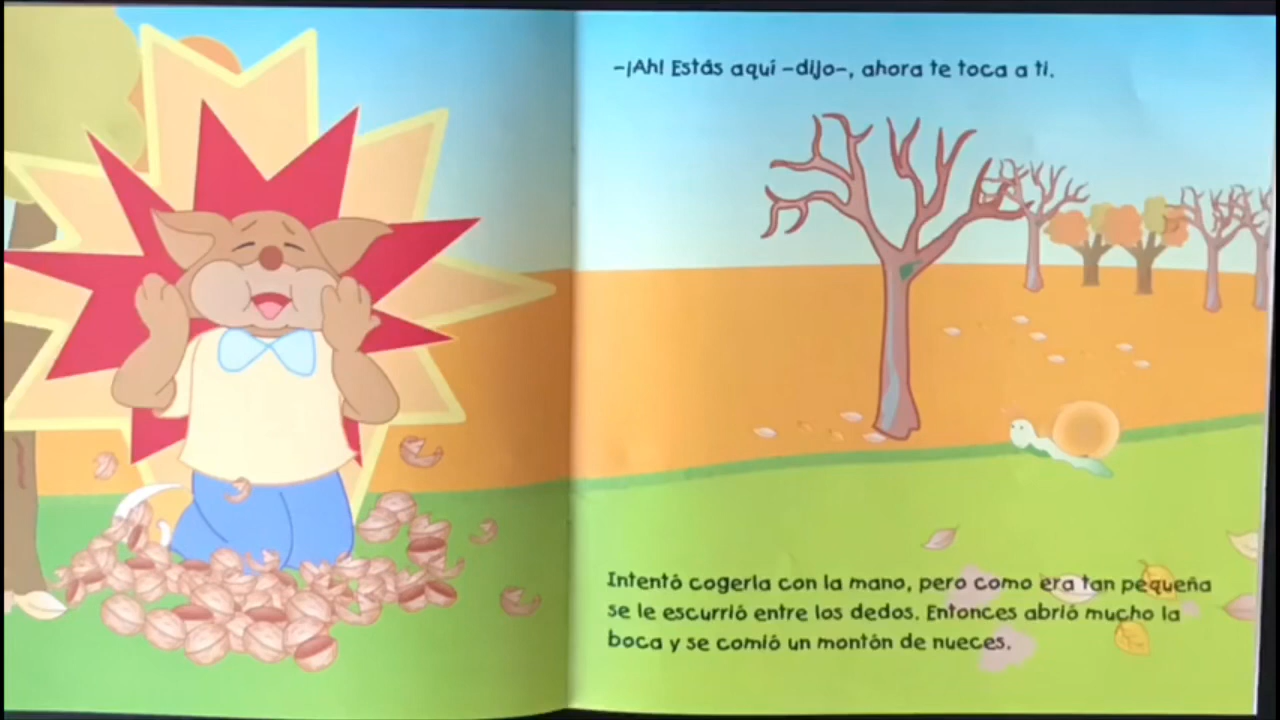 –¡Ah! Estás aquí –dijo–, ahora te toca a ti.
Intentó cogerla con la mano, pero como era tan pequeña
se le escurrió entre los dedos. Entonces abrió mucho la
boca y se comió un montón de nueces.